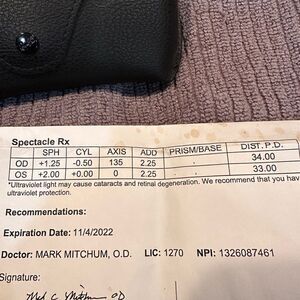 Spectacle Rx
SPH CYL AXIS ADD PRISM/BASE DIST. P.D.
OD +1.25 -0.50 135 2.25 34.00
OS +2.00 +0.00 0 2.25 33.00
*Ultraviolet light may cause cataracts and retinal degeneration. We recommend that you hav
ultraviolet protection.
Recommendations:
Expiration Date: 11/4/2022
Doctor: MARK MITCHUM, O.D. LIC: 1270 NPI: 1326087461
Signature: